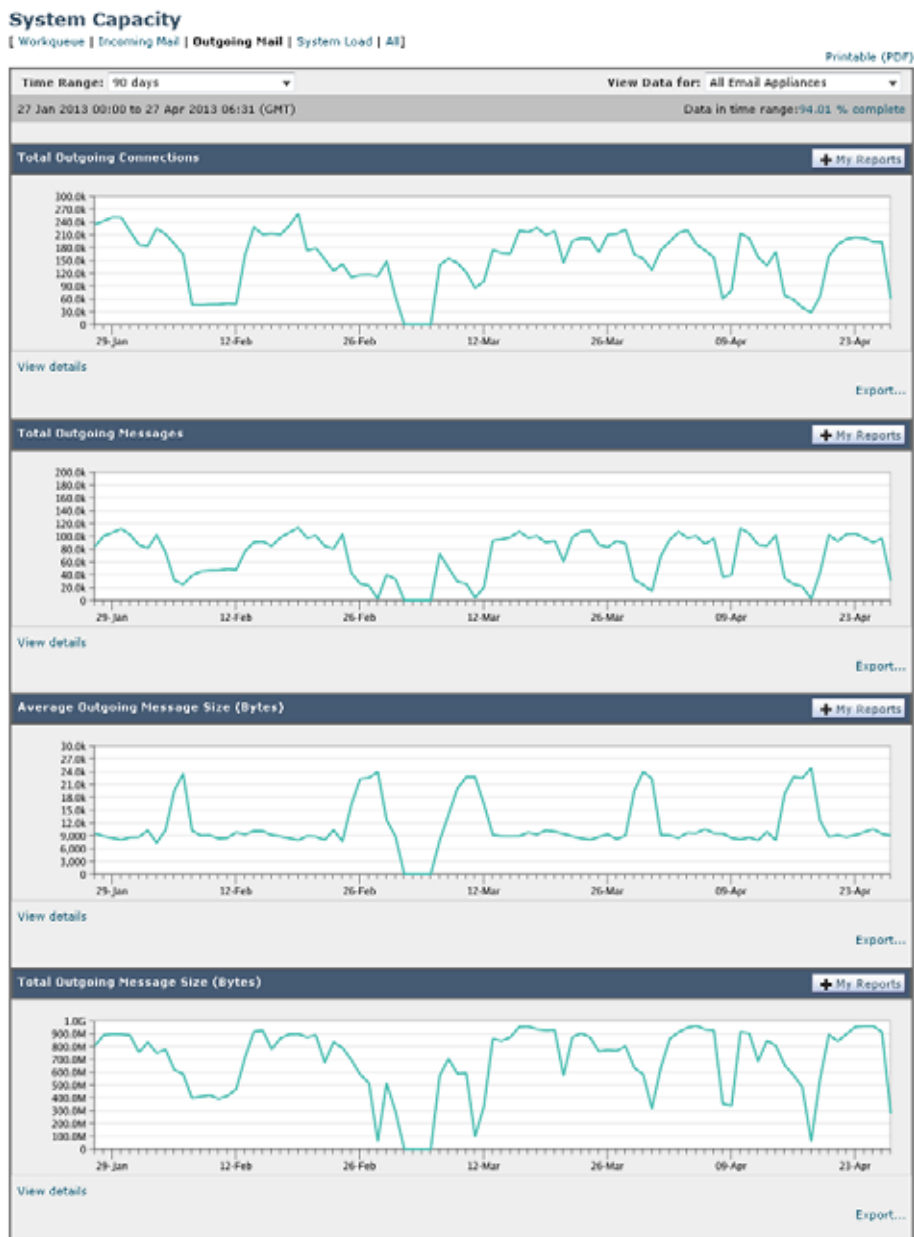 System Capacity
[ Workqueue | Incoming Mail | Outgoing Mail | System Load | All]
Printable (PDF)
Time Range: 90 days
View Data for: All Email Appliances
27 Jan 2013 00:00 to 27 Apr 2013 06:31 (GMT)
Data in time range:94.01 % complete
Total Outgoing Connections
My Reports
300.0k
270.0k
240.0k
210.0k
180.0k
150.0k
120.0k
90.0k
60.0k
30.0k
0
29-Jan 12-Feb 26-Feb 12-Mar 26-Mar 09-Apr 23-Apr
View details
Export...
Total Outgoing Messages
My Reports
200.0k
180.0k
160.0k
140.0k
120.0k
100.0k
80.0k
60.0k
40.0k
20.0k
0
29-Jan 12-Feb 26-Feb 12-Mar 26-Mar 09-Apr 23-Apr
View details
Export...
Average Outgoing Message Size (Bytes)
My Reports
30.0k
27.0k
24.0k
21.0k
18.0k
15.0k
12.0k
9,000
6,000
3,000
0
29-Jan 12-Feb 26-Feb 12-Mar 26-Mar 09-Apr 23-Apr
View details
Export...
Total Outgoing Message Size (Bytes)
My Reports
1.0G
900.0M
800.0M
700.0M
600.0M
500.0M
400.0M
300.0M
200.0M
100.0M
0
29-Jan 12-Feb 26-Feb 12-Mar 26-Mar 09-Apr 23-Apr
View details
Export...